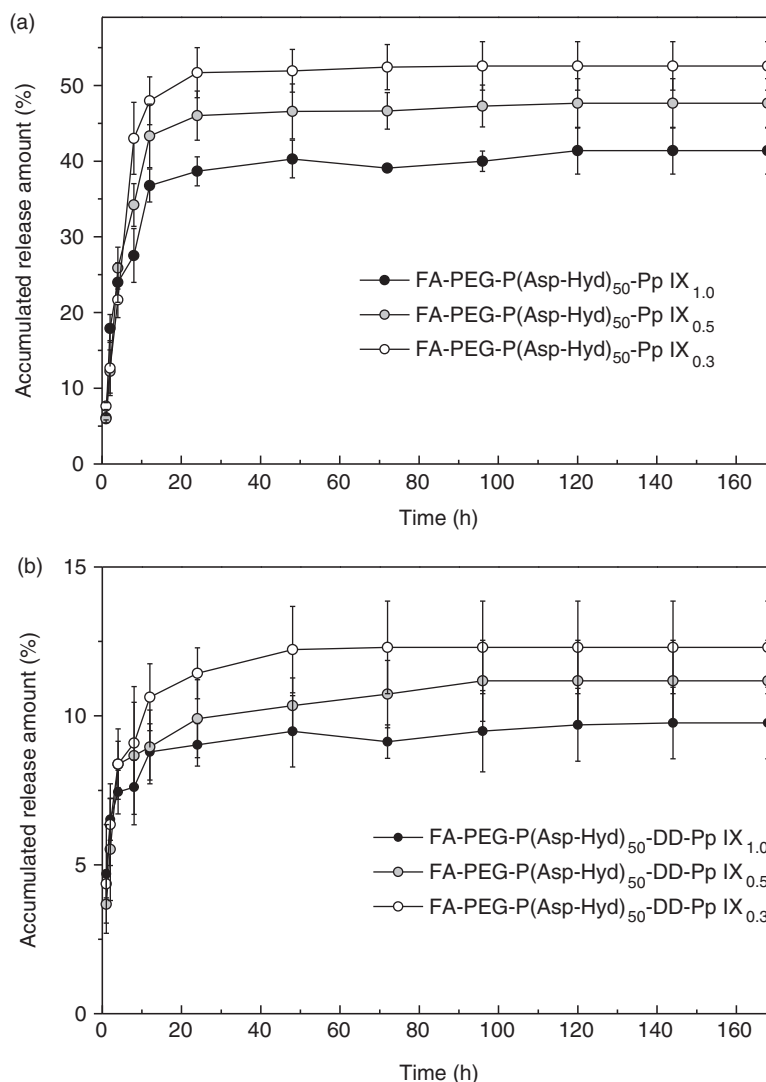 (a)
Accumulated release amount (%)
50
40
30
20
10
0
FA-PEG-P(Asp-Hyd)50-Pp IX1.0
FA-PEG-P(Asp-Hyd)50-Pp IX0.5
FA-PEG-P(Asp-Hyd)50-Pp IX0.3
0 20 40 60 80 100 120 140 160
Time (h)
(b)
Accumulated release amount (%)
15
10
5
0
FA-PEG-P(Asp-Hyd)50-DD-Pp IX1.0
FA-PEG-P(Asp-Hyd)50-DD-Pp IX0.5
FA-PEG-P(Asp-Hyd)50-DD-Pp IX0.3
0 20 40 60 80 100 120 140 160
Time (h)